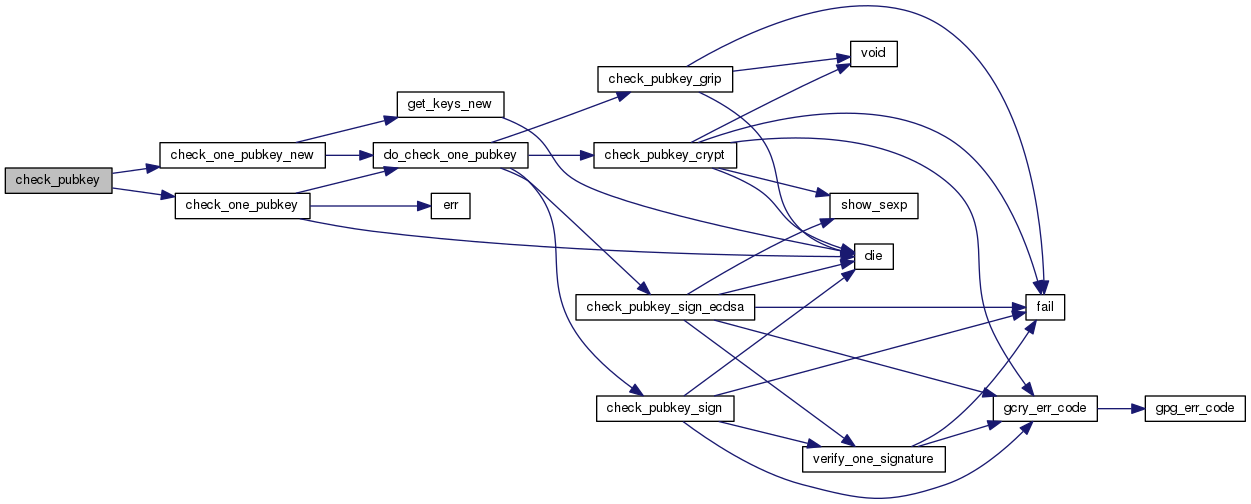 check_pubkey
check_one_pubkey_new
check_one_pubkey
get_keys_new
do_check_one_pubkey
err
check_pubkey_grip
check_pubkey_crypt
check_pubkey_sign_ecdsa
check_pubkey_sign
void
show_sexp
die
verify_one_signature
fail
gcry_err_code
gpg_err_code